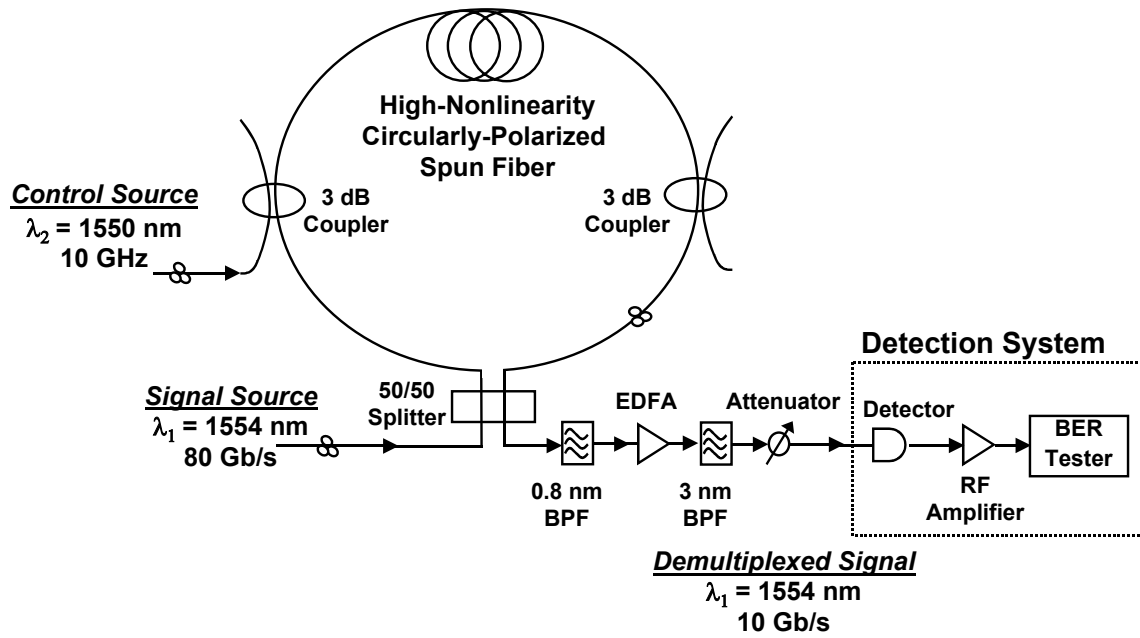 High-Nonlinearity
Circularly-Polarized
Spun Fiber
Control Source
λ2 = 1550 nm
10 GHz
3 dB
Coupler
3 dB
Coupler
Signal Source
λ1 = 1554 nm
80 Gb/s
50/50
Splitter
0.8 nm
BPF
EDFA
3 nm
BPF
Attenuator
Detection System
Detector
RF
Amplifier
BER
Tester
Demultiplexed Signal
λ1 = 1554 nm
10 Gb/s